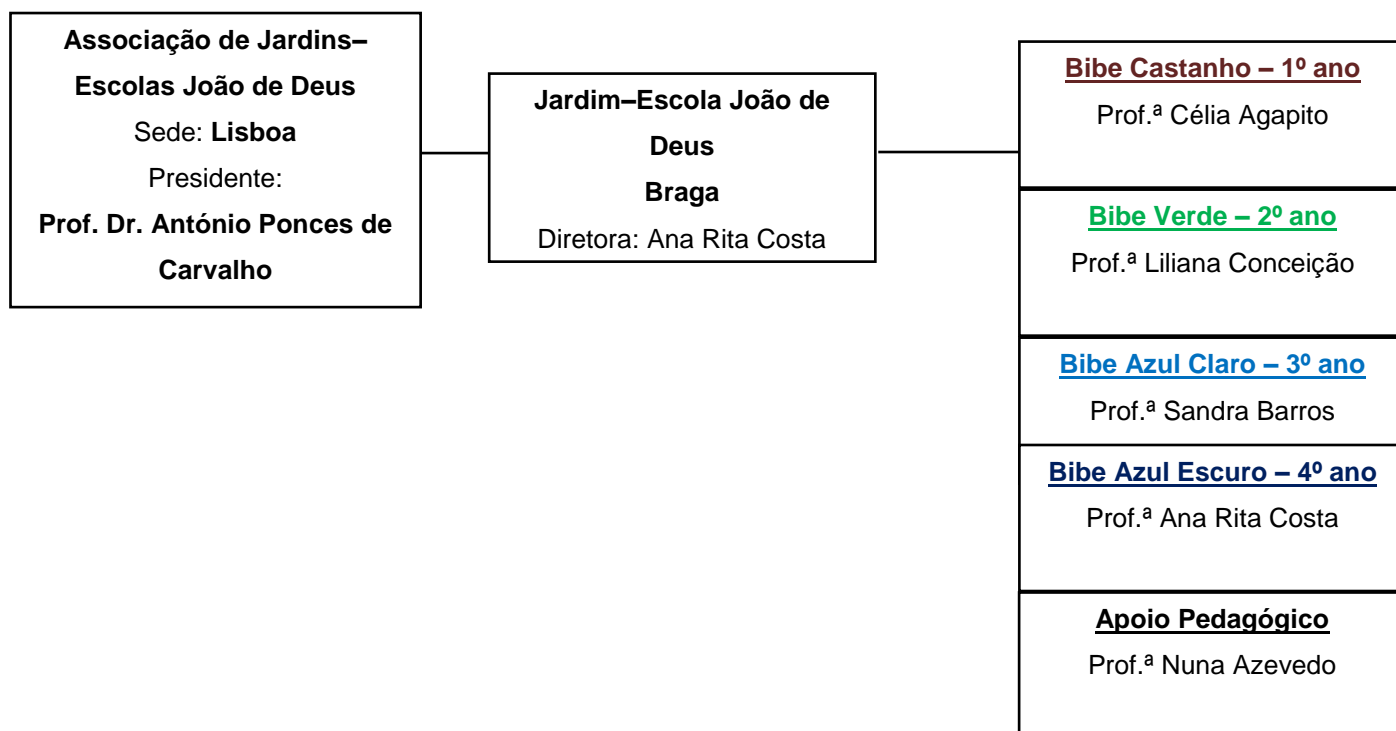 Associação de Jardins–
Escolas João de Deus
Sede: Lisboa
Presidente:
Prof. Dr. António Ponces de
Carvalho
Jardim–Escola João de
Deus
Braga
Diretora: Ana Rita Costa
Bibe Castanho – 1º ano
Prof.ª Célia Agapito
Bibe Verde – 2º ano
Prof.ª Liliana Conceição
Bibe Azul Claro – 3º ano
Prof.ª Sandra Barros
Bibe Azul Escuro – 4º ano
Prof.ª Ana Rita Costa
Apoio Pedagógico
Prof.ª Nuna Azevedo